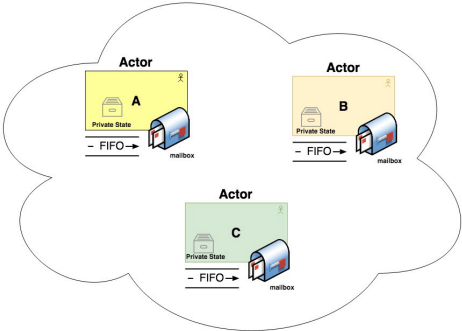 Actor
A
Private State
– FIFO
mailbox
Actor
B
Private State
– FIFO
mailbox
Actor
C
Private State
– FIFO
mailbox